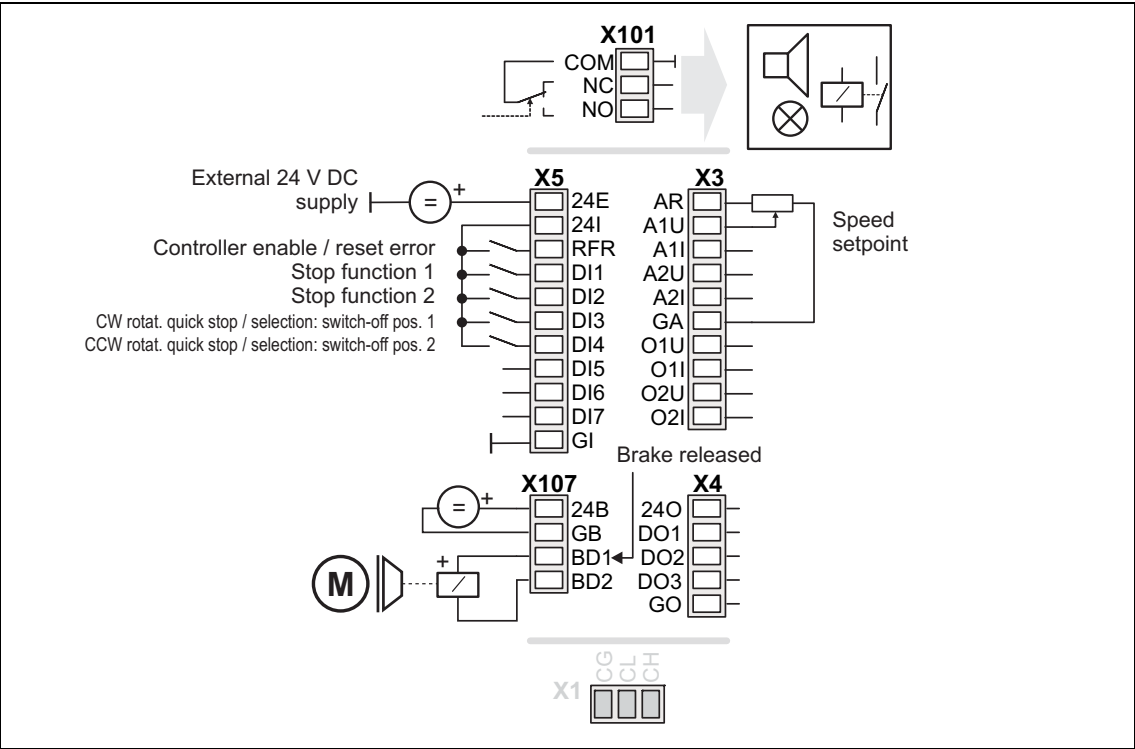 X101
COM
NC
NO
External 24 V DC
supply
=
+
X5
24E
24I
RFR
DI1
DI2
DI3
DI4
DI5
DI6
DI7
GI
Controller enable / reset error
Stop function 1
Stop function 2
CW rotat. quick stop / selection: switch-off pos. 1
CCW rotat. quick stop / selection: switch-off pos. 2
X3
AR
A1U
A1I
A2U
A2I
GA
O1U
O1I
O2U
O2I
Speed
setpoint
Brake released
X107
=
+
24B
GB
BD1
BD2
M
+
X4
24O
DO1
DO2
DO3
GO
X1
CG
CL
CH